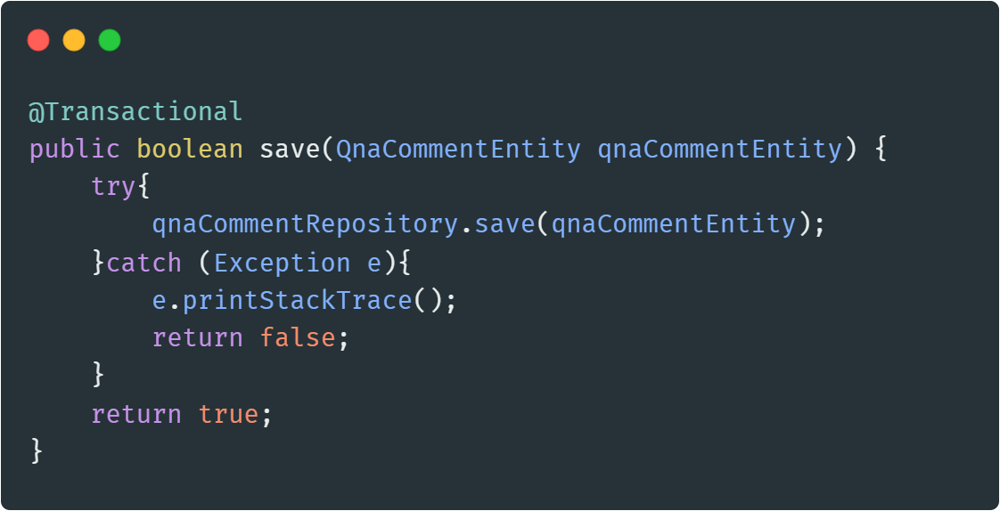 @Transactional
public boolean save(QnaCommentEntity qnaCommentEntity) {
    try{
        qnaCommentRepository.save(qnaCommentEntity);
    }catch (Exception e){
        e.printStackTrace();
        return false;
    }
    return true;
}